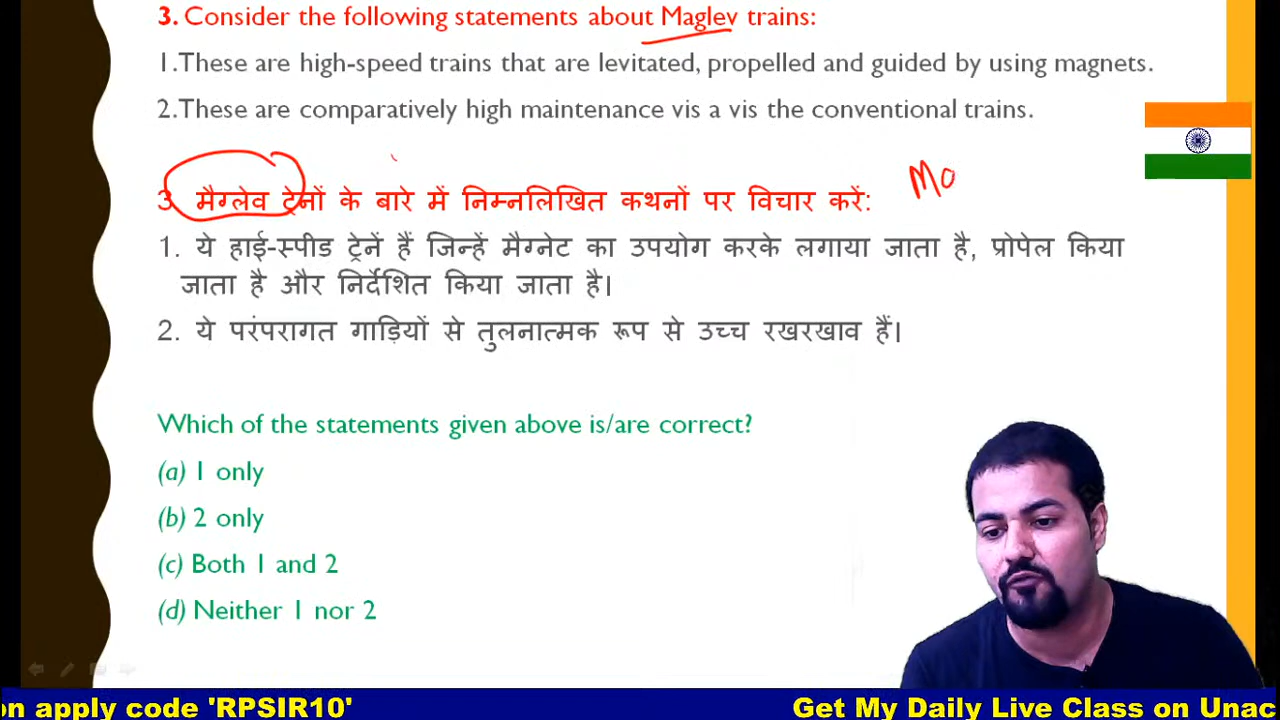 3. Consider the following statements about Maglev trains:
1.These are high-speed trains that are levitated, propelled and guided by using magnets.
2.These are comparatively high maintenance vis a vis the conventional trains.
3 मैग्लेव ट्रेनों के बारे में निम्नलिखित कथनों पर विचार करें:
Mo
1. ये हाई-स्पीड ट्रेनें हैं जिन्हें मैग्नेट का उपयोग करके लगाया जाता है, प्रोपेल किया
जाता है और निर्देशित किया जाता है।
2. ये परंपरागत गाड़ियों से तुलनात्मक रूप से उच्च रखरखाव हैं।
Which of the statements given above is/are correct?
(a) 1 only
(b) 2 only
(c) Both 1 and 2
(d) Neither 1 nor 2
on apply code 'RPSIR10'
Get My Daily Live Class on Unac